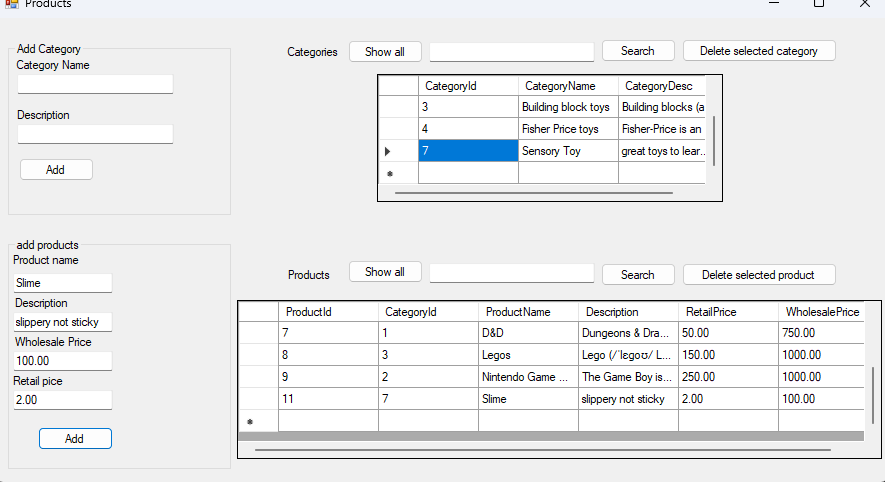 Products
Add Category
Category Name
Description
Add
Categories Show all Search Delete selected category
CategoryId CategoryName CategoryDesc
3 Building block toys Building blocks (a
4 Fisher Price toys Fisher-Price is an
7 Sensory Toy great toys to lear...
add products
Product name
Slime
Description
slippery not sticky
Wholesale Price
100.00
Retail pice
2.00
Add
Products Show all Search Delete selected product
ProductId CategoryId ProductName Description RetailPrice WholesalePrice
7 1 D&D Dungeons & Dra... 50.00 750.00
8 3 Legos Lego (/ˈlɛɡoʊ/ L... 150.00 1000.00
9 2 Nintendo Game ... The Game Boy is... 250.00 1000.00
11 7 Slime slippery not sticky 2.00 100.00